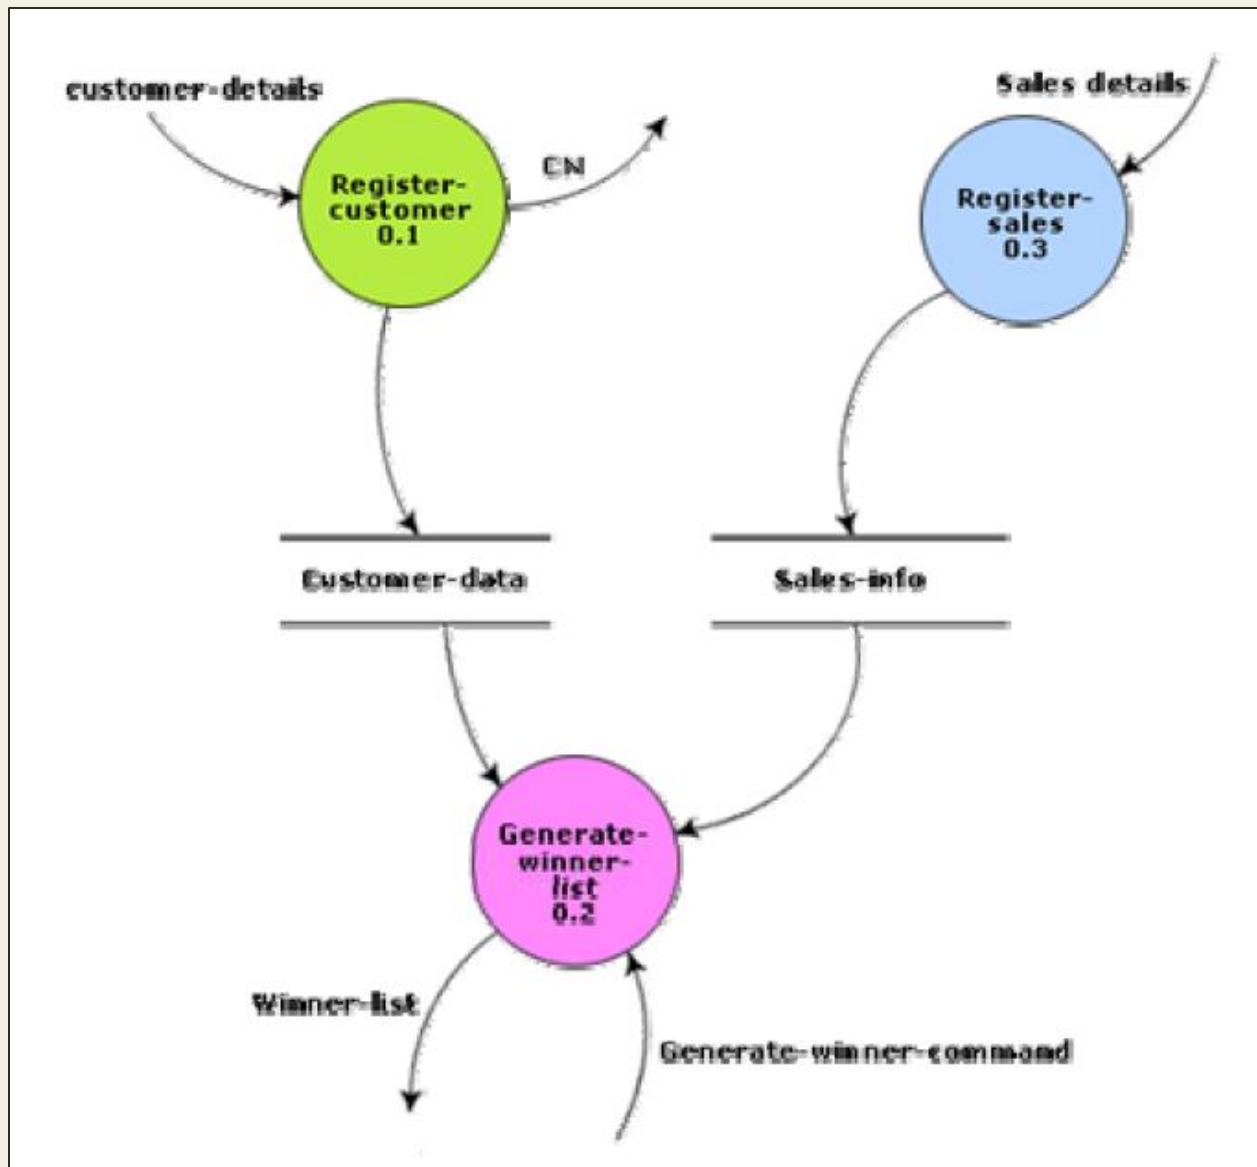 customer-details
Sales details
CN
Register-
customer
0.1
Register-
sales
0.3
Customer-data
Sales-info
Generate-
winner-
list
0.2
Winner-list
Generate-winner-command